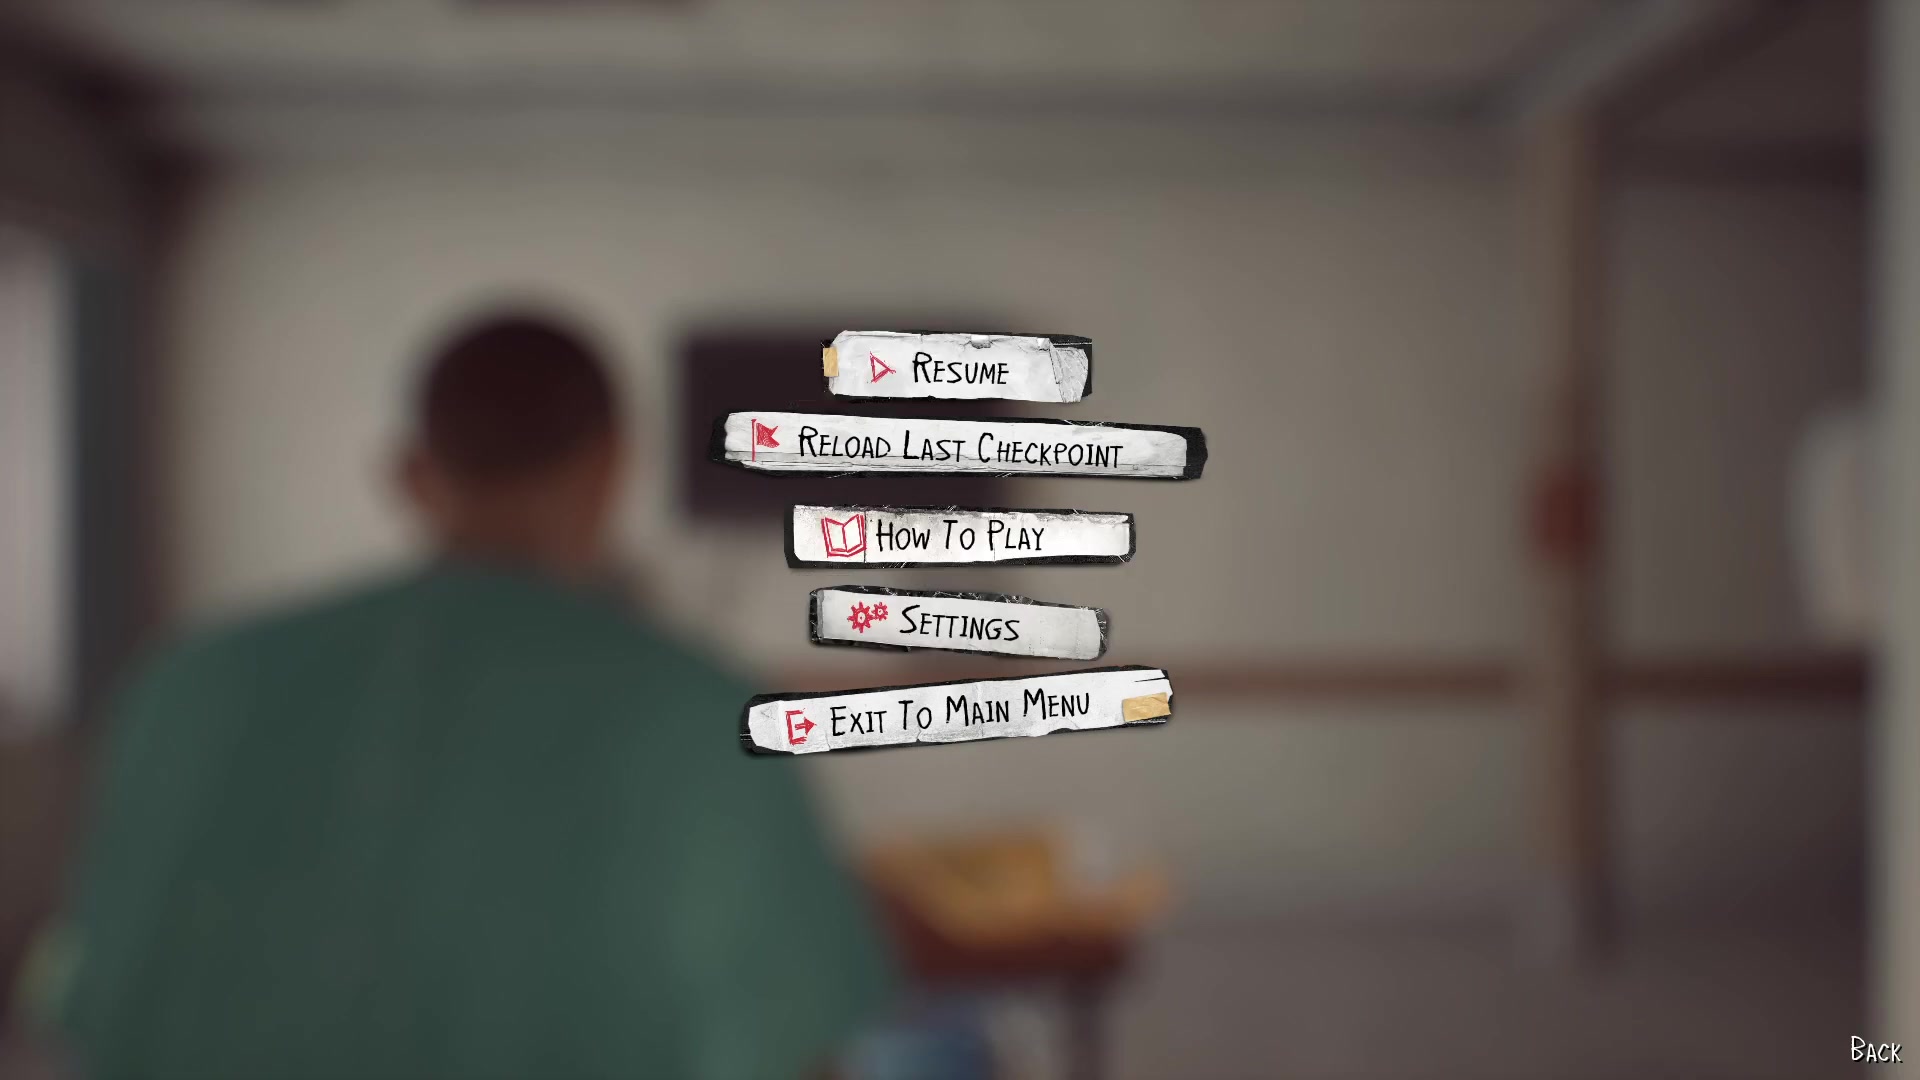 Resume
Reload Last Checkpoint
How To Play
Settings
Exit To Main Menu
Back